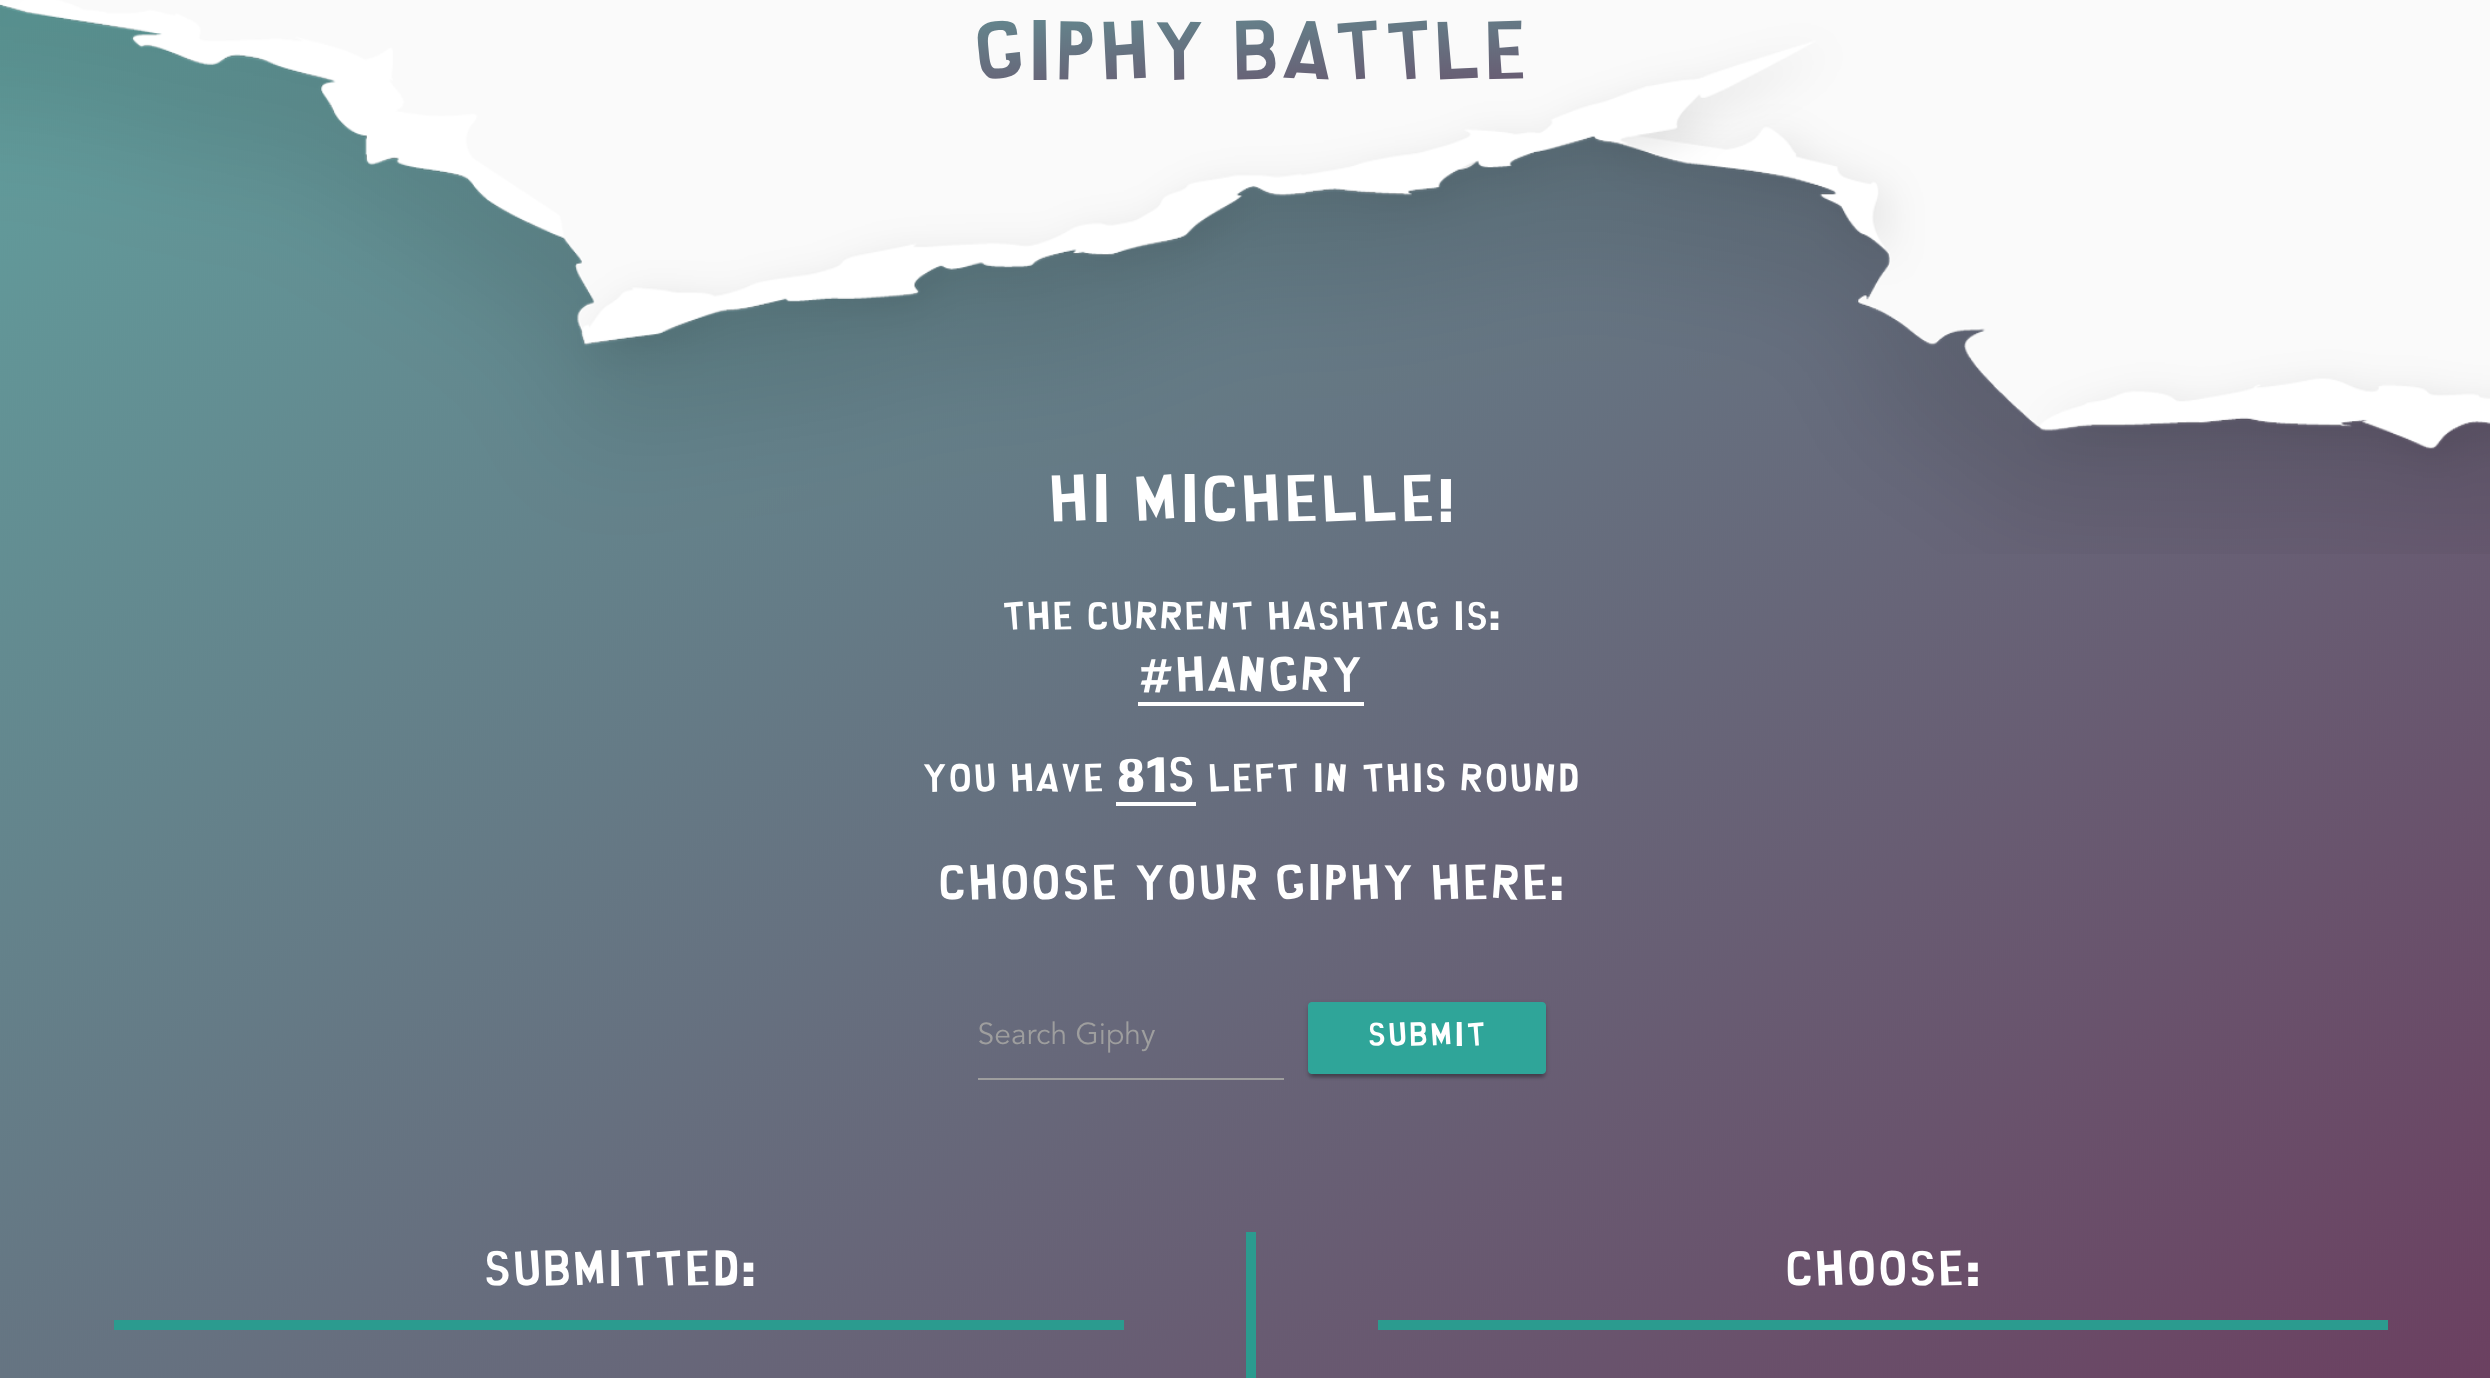 GIPHY BATTLE
HI MICHELLE!
THE CURRENT HASHTAG IS:
#HANGRY
YOU HAVE 81S LEFT IN THIS ROUND
CHOOSE YOUR GIPHY HERE:
Search Giphy
SUBMIT
SUBMITTED:
CHOOSE: